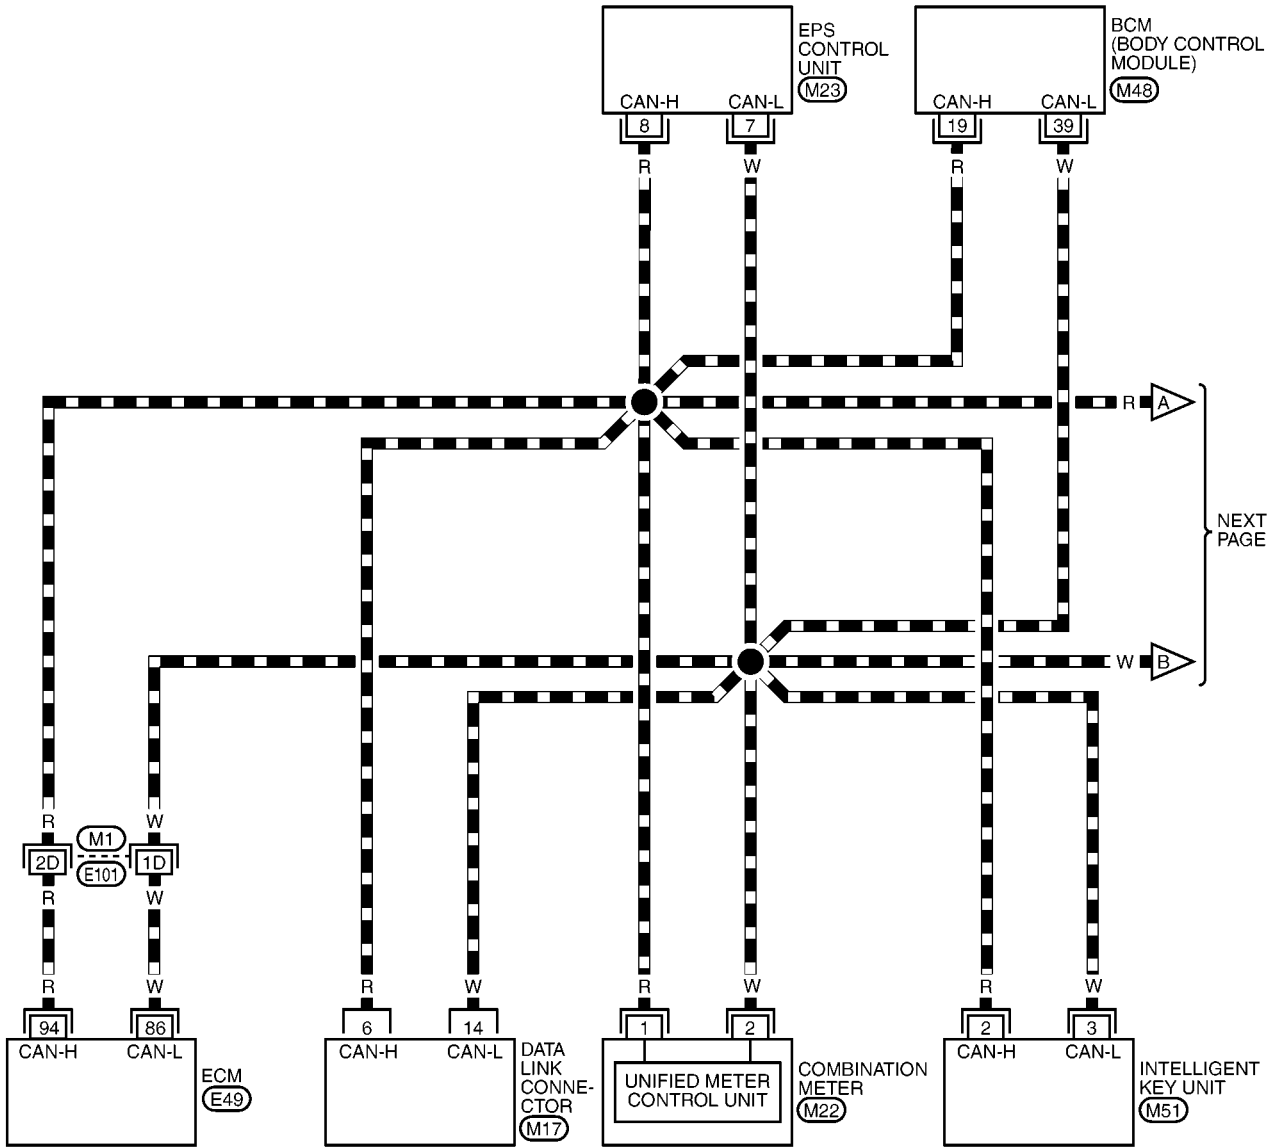 EPS
CONTROL
UNIT
M23
CAN-H
CAN-L
8
7
R
W
BCM
(BODY CONTROL
MODULE)
M48
CAN-H
CAN-L
19
39
R
W
R
A
NEXT
PAGE
W
B
R
W
2D
M1
E101
1D
R
W
R
W
94
86
CAN-H
CAN-L
ECM
E49
R
W
6
14
CAN-H
CAN-L
DATA
LINK
CONNE-
CTOR
M17
R
W
1
2
UNIFIED METER
CONTROL UNIT
COMBINATION
METER
M22
R
W
2
3
CAN-H
CAN-L
INTELLIGENT
KEY UNIT
M51